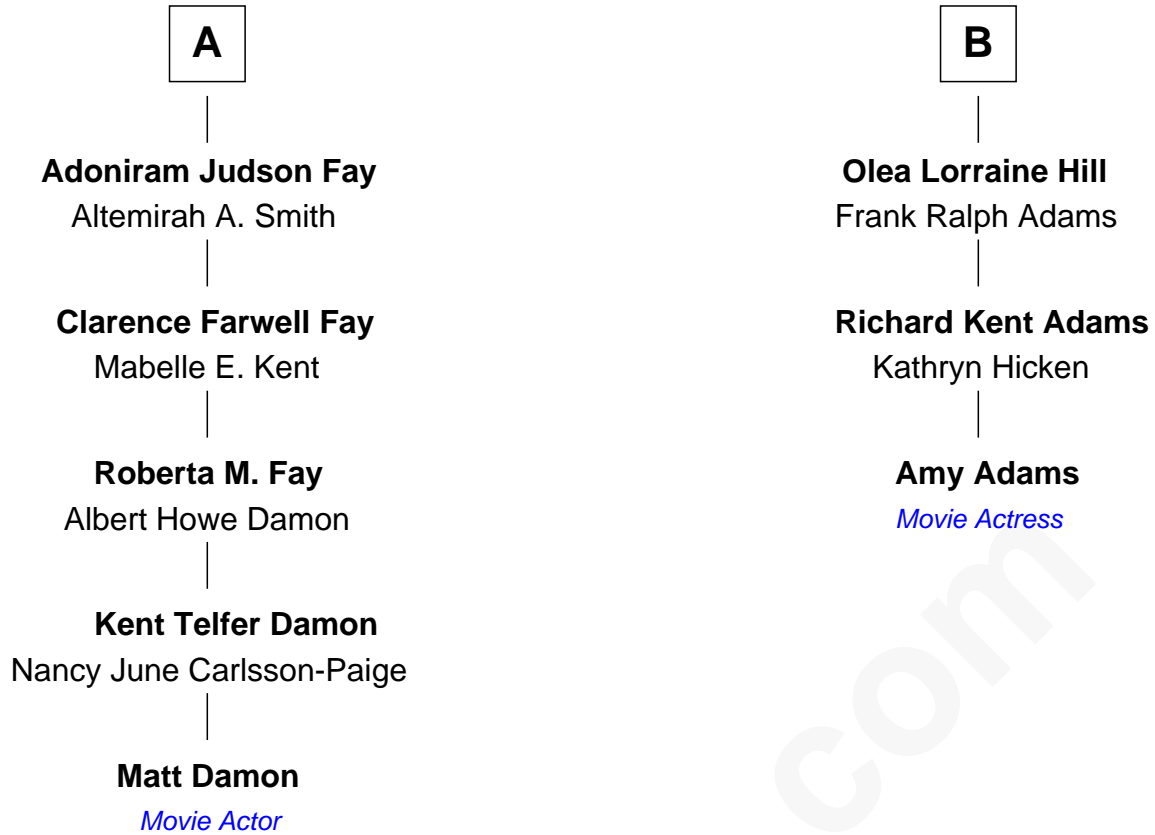 A
Adoniram Judson Fay
Altemirah A. Smith
Clarence Farwell Fay
Mabelle E. Kent
Roberta M. Fay
Albert Howe Damon
Kent Telfer Damon
Nancy June Carlsson-Paige
Matt Damon
Movie Actor
B
Olea Lorraine Hill
Frank Ralph Adams
Richard Kent Adams
Kathryn Hicken
Amy Adams
Movie Actress
com